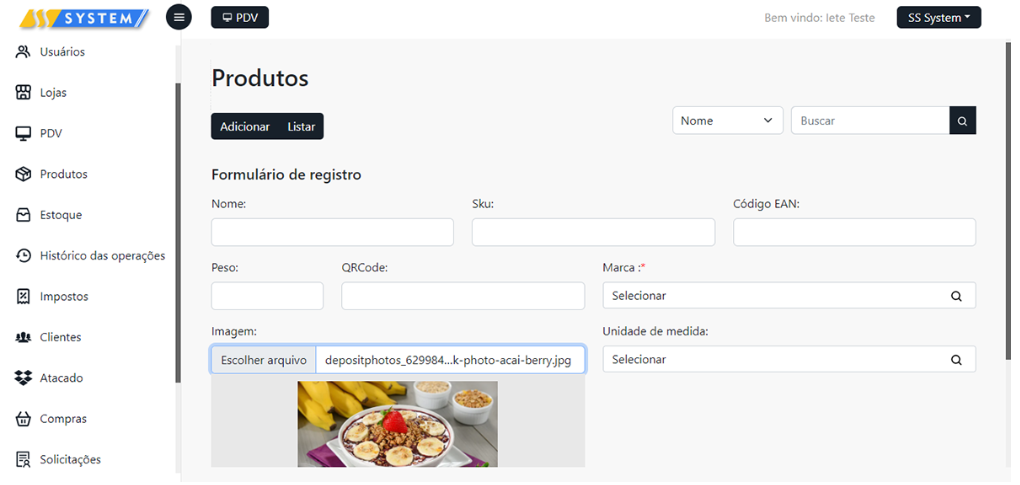 ASS SYSTEM
PDV
Bem vindo: Iete Teste
SS System
Usuários
Lojas
PDV
Produtos
Estoque
Histórico das operações
Impostos
Clientes
Atacado
Compras
Solicitações
Produtos
Adicionar Listar
Nome
Buscar
Formulário de registro
Nome:
Sku:
Código EAN:
Peso:
QRCode:
Marca :*
Selecionar
Imagem:
Unidade de medida:
Escolher arquivo depositphotos_629984...k-photo-acai-berry.jpg
Selecionar